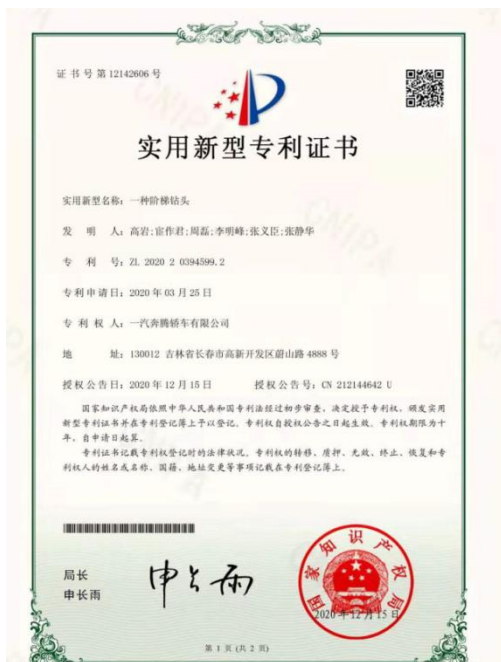 证书号第12142606号
实用新型专利证书
实用新型名称：一种阶梯钻头
发 明 人：高岩;宦作君;周磊;李明峰;张义臣;张静华
专 利 号：ZL 2020 2 0394599.2
专利申请日：2020年03月25日
专 利 权 人：一汽奔腾轿车有限公司
地 址：130012 吉林省长春市高新开发区蔚山路4888号
授权公告日：2020年12月15日 授权公告号：CN 212144642 U
国家知识产权局依照中华人民共和国专利法经过初步审查，决定授予专利权，颁发实用
新型专利证书并在专利登记簿上予以登记。专利权自授权公告之日起生效。专利权期限为十
年，自申请日起算。
专利证书记载专利权登记时的法律状况。专利权的转移、质押、无效、终止、恢复和专
利权人的姓名或名称、国籍、地址变更等事项记载在专利登记簿上。
局长
申长雨
申长雨
国家知识产权局
2020年12月15日
第 1 页 (共 2 页)
CNIPA
CNIPA